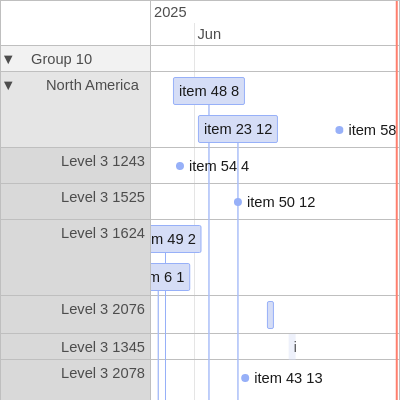 2025
Jun
▼ Group 10
▼ North America
item 48 8
item 23 12
item 58
Level 3 1243
item 54 4
Level 3 1525
item 50 12
Level 3 1624
m 49 2
m 6 1
Level 3 2076
Level 3 1345
i
Level 3 2078
item 43 13